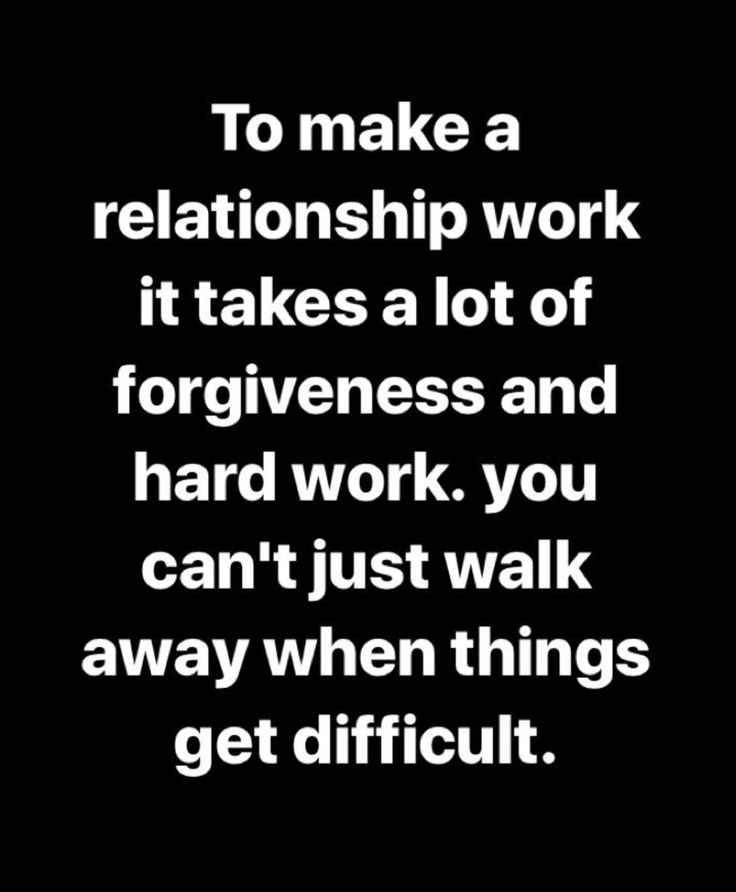 To make a
relationship work
it takes a lot of
forgiveness and
hard work. you
can't just walk
away when things
get difficult.